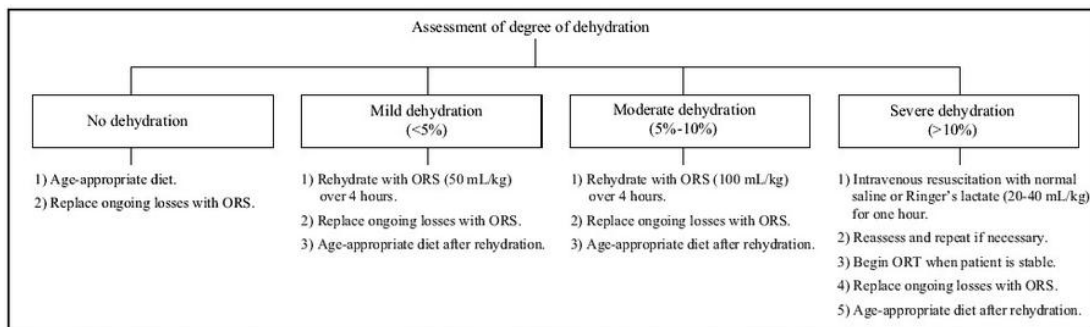 Assessment of degree of dehydration
No dehydration
1) Age-appropriate diet.
2) Replace ongoing losses with ORS.
Mild dehydration
(<5%)
1) Rehydrate with ORS (50 mL/kg)
over 4 hours.
2) Replace ongoing losses with ORS.
3) Age-appropriate diet after rehydration.
Moderate dehydration
(5%-10%)
1) Rehydrate with ORS (100 mL/kg)
over 4 hours.
2) Replace ongoing losses with ORS.
3) Age-appropriate diet after rehydration.
Severe dehydration
(>10%)
1) Intravenous resuscitation with normal
saline or Ringer's lactate (20-40 mL/kg)
for one hour.
2) Reassess and repeat if necessary.
3) Begin ORT when patient is stable.
4) Replace ongoing losses with ORS.
5) Age-appropriate diet after rehydration.